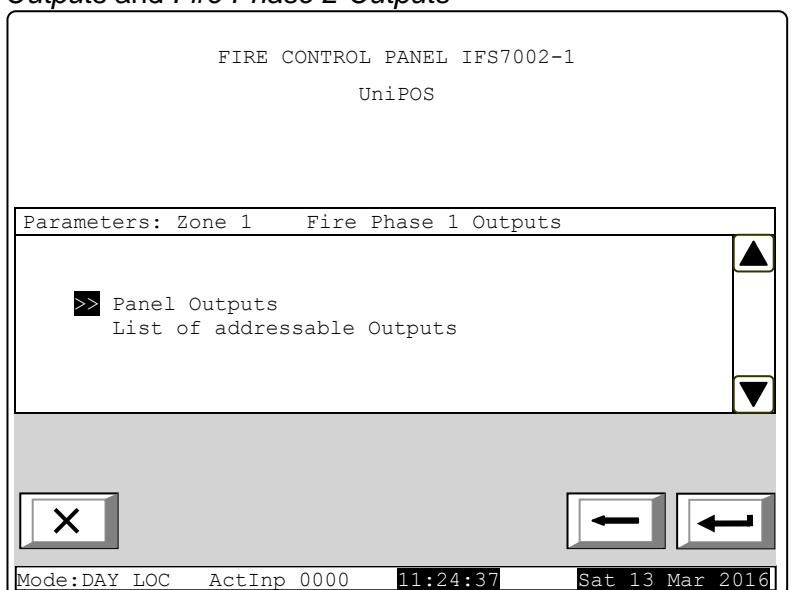 Outputs and Fire Phase 2 Outputs
FIRE CONTROL PANEL IFS7002-1
UniPOS
Parameters: Zone 1 Fire Phase 1 Outputs
>> Panel Outputs
List of addressable Outputs
Mode:DAY LOC ActInp 0000 11:24:37 Sat 13 Mar 2016